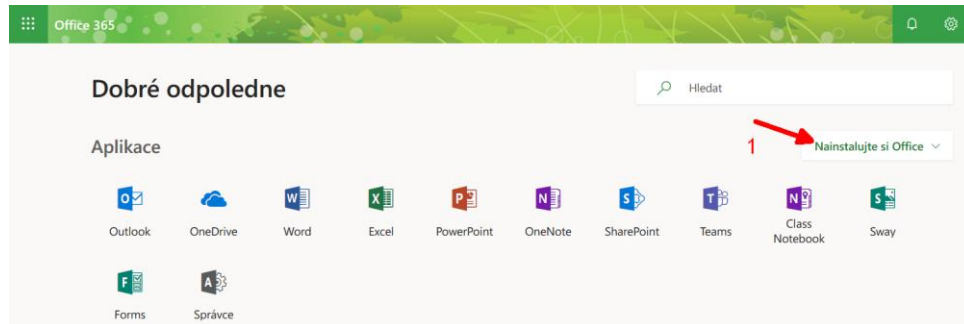 Office 365
Dobré odpoledne
Hledat
Aplikace
1
Nainstalujte si Office
Outlook
OneDrive
Word
Excel
PowerPoint
OneNote
SharePoint
Teams
Class
Notebook
Sway
Forms
Správce